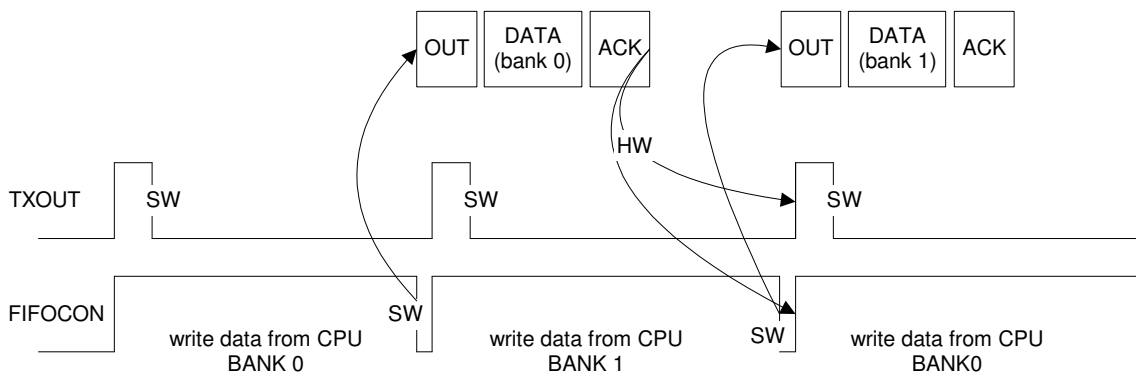 OUT DATA (bank 0) ACK OUT DATA (bank 1) ACK
HW
TXOUT SW SW SW
FIFOCON SW SW
write data from CPU write data from CPU write data from CPU
BANK 0 BANK 1 BANK0